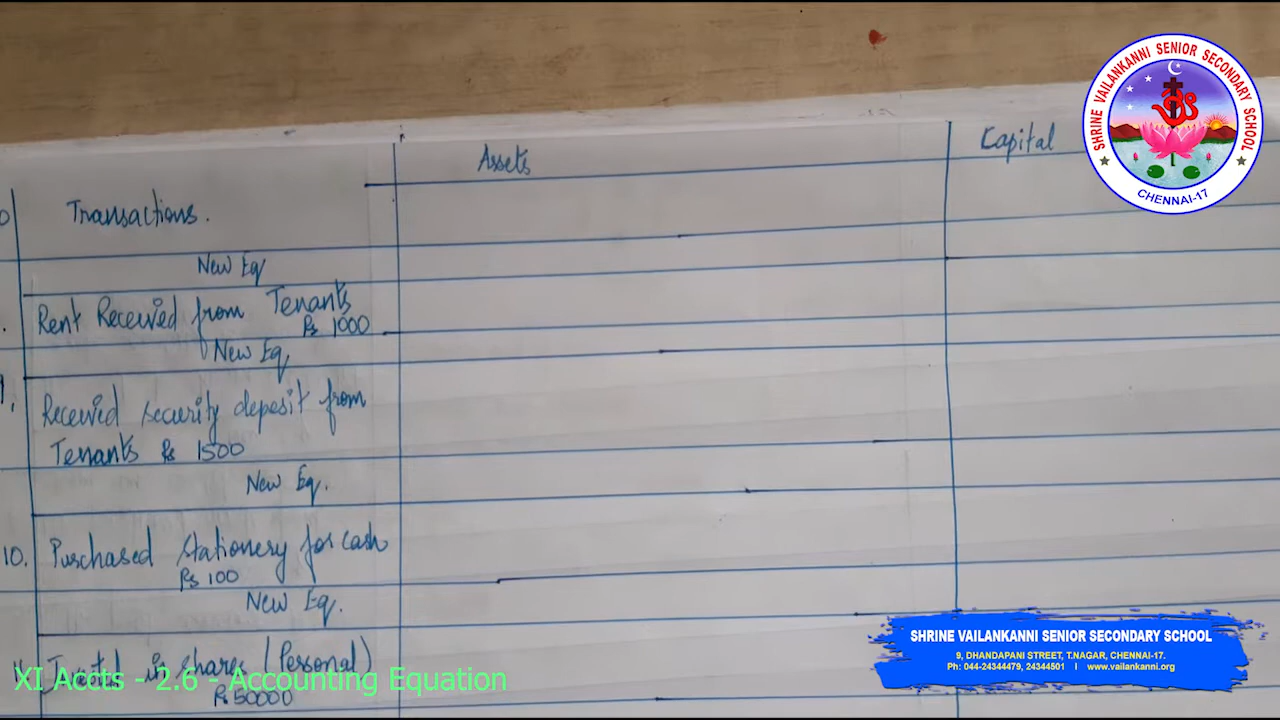 Assets
Capital
Transactions.
New Eq
Rent Received from Tenants
Rs 1000
New Eq
Received security deposit from
Tenants Rs 1500
New Eq.
10. Purchased stationery for cash
Rs 100
New Eq.
in shares (Personal)
Rs 50000
XI Accts - 2.6 - Accounting Equation
SHRINE VAILANKANNI SENIOR SECONDARY SCHOOL
CHENNAI-17
SHRINE VAILANKANNI SENIOR SECONDARY SCHOOL
9, DHANDAPANI STREET, T.NAGAR, CHENNAI-17.
Ph: 044-24344479, 24344501 I www.vailankanni.org